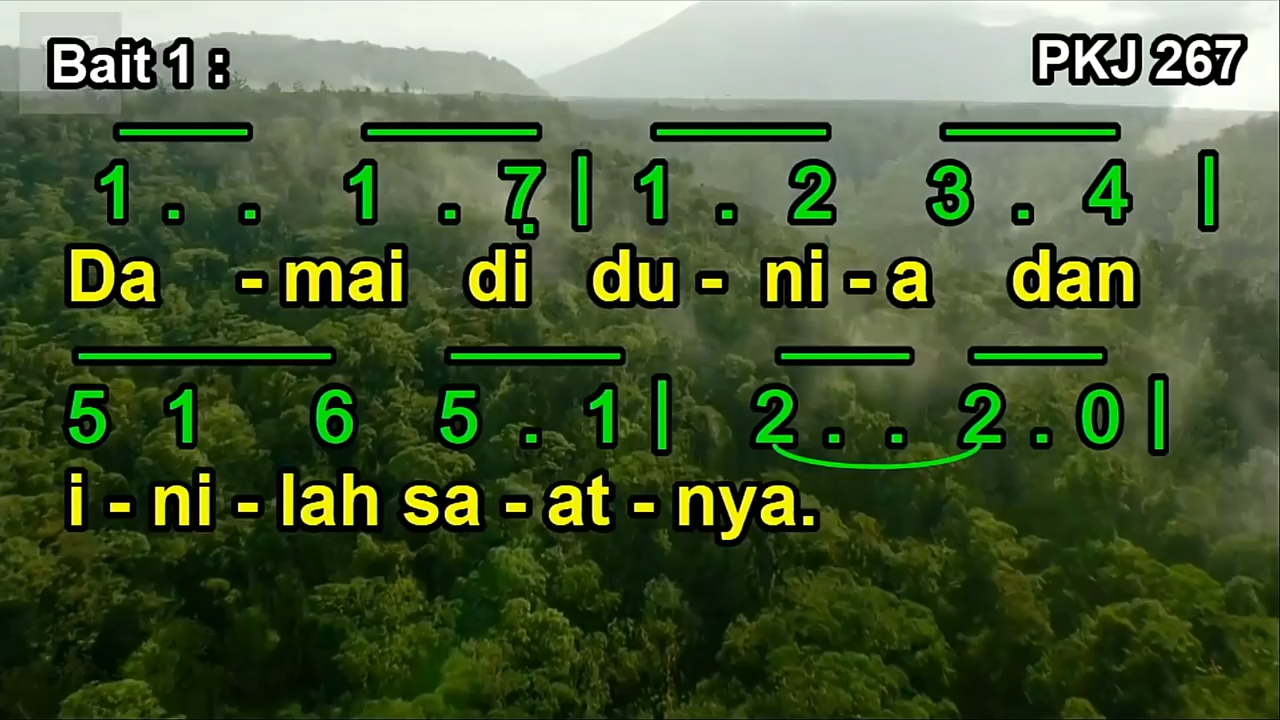 Bait 1 : PKJ 267
1 . . 1 . 7̣ | 1 . 2 3 . 4 |
Da - mai di du - ni - a dan
5 1 6 5 . 1 | 2 . . 2 . 0 |
i - ni - lah sa - at - nya.